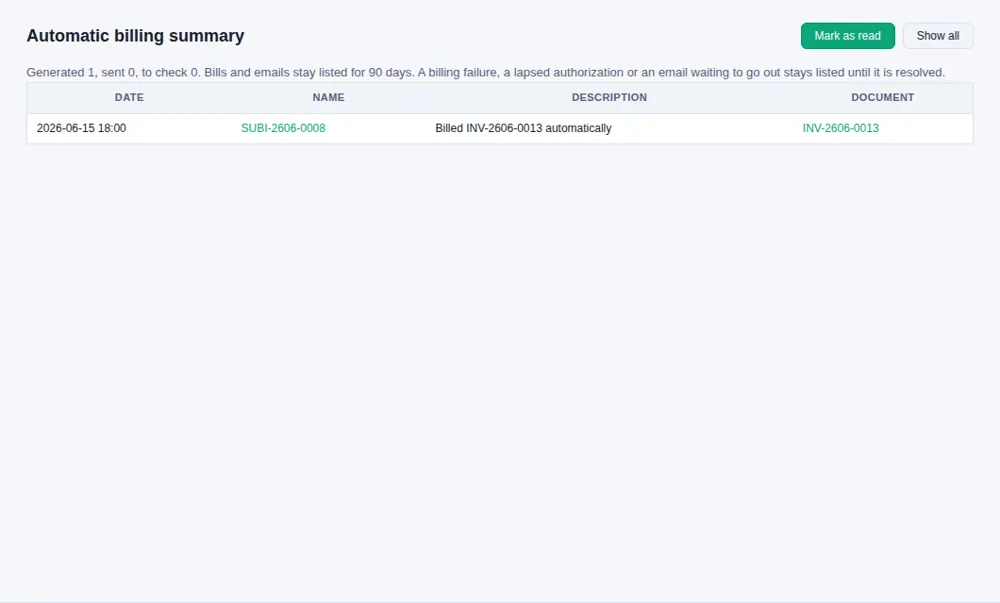 Automatic billing summary
Mark as read
Show all
Generated 1, sent 0, to check 0. Bills and emails stay listed for 90 days. A billing failure, a lapsed authorization or an email waiting to go out stays listed until it is resolved.
DATE NAME DESCRIPTION DOCUMENT
2026-06-15 18:00 SUBI-2606-0008 Billed INV-2606-0013 automatically INV-2606-0013